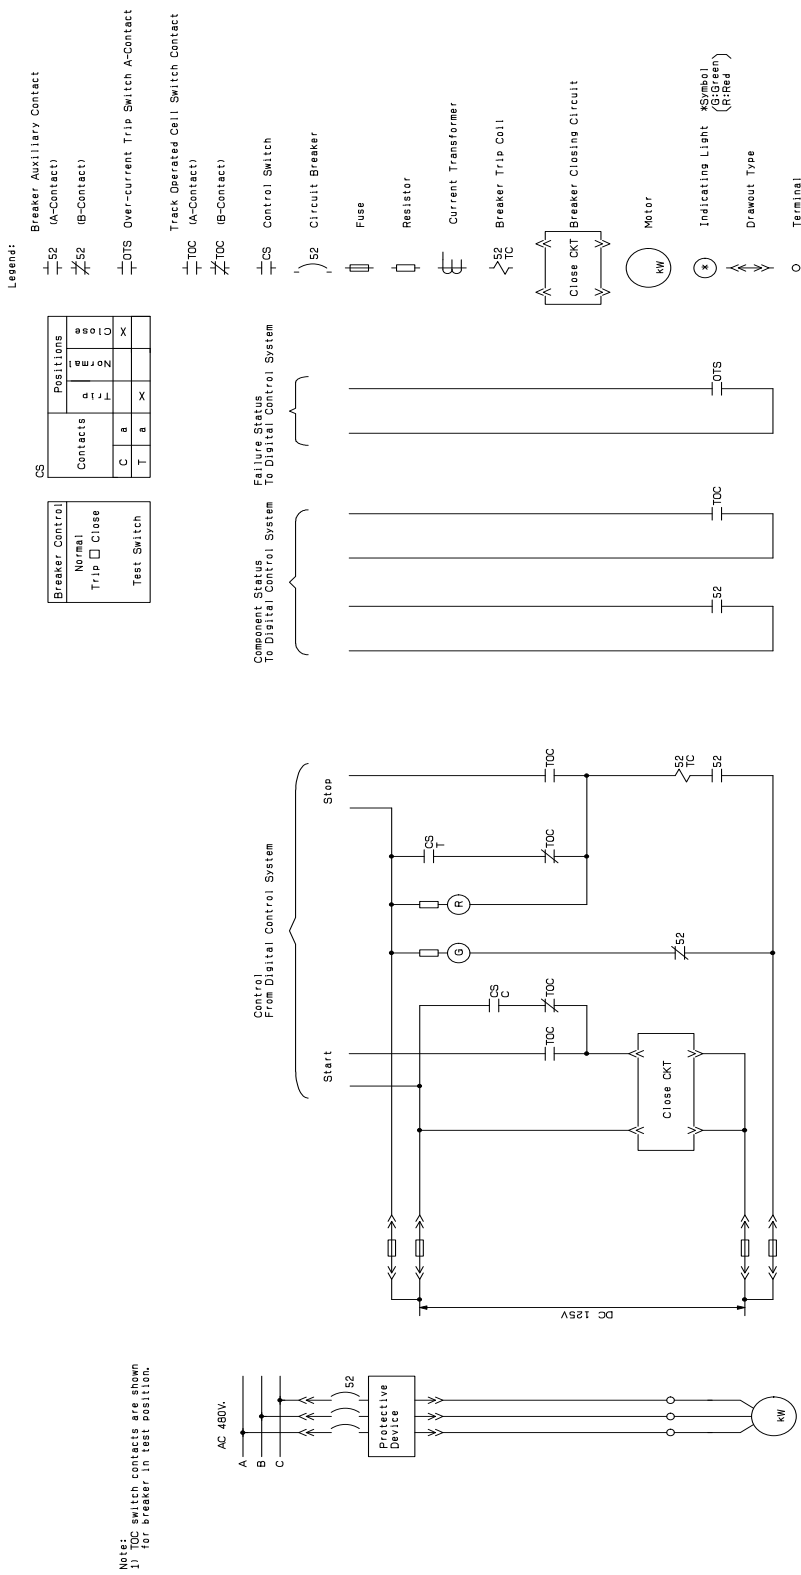 Legend:
Breaker Auxiliary Contact
52
(A-Contact)
52
(B-Contact)
OTS
Over-current Trip Switch A-Contact
Track Operated Cell Switch Contact
TOC
(A-Contact)
TOC
(B-Contact)
CS
Control Switch
52
Circuit Breaker
Fuse
Resistor
Current Transformer
52
TC
Breaker Trip Coil
Close CKT
Breaker Closing Circuit
kW
Motor
*
Indicating Light
*Symbol
(G:Green)
(R:Red)
Drawout Type
Terminal
Breaker Control
Normal
Trip
Close
Test Switch
CS
Contacts
Positions
Trip
Normal
Close
C
a
X
T
a
X
Control
From Digital Control System
Start
Stop
Component Status
To Digital Control System
Failure Status
To Digital Control System
CS
C
CS
T
G
R
TOC
TOC
TOC
TOC
Close CKT
52
52
TC
52
52
TOC
OTS
DC 125V
AC 480V.
A
B
C
52
Protective
Device
kW
Note:
1) TOC switch contacts are shown
for breaker in test position.